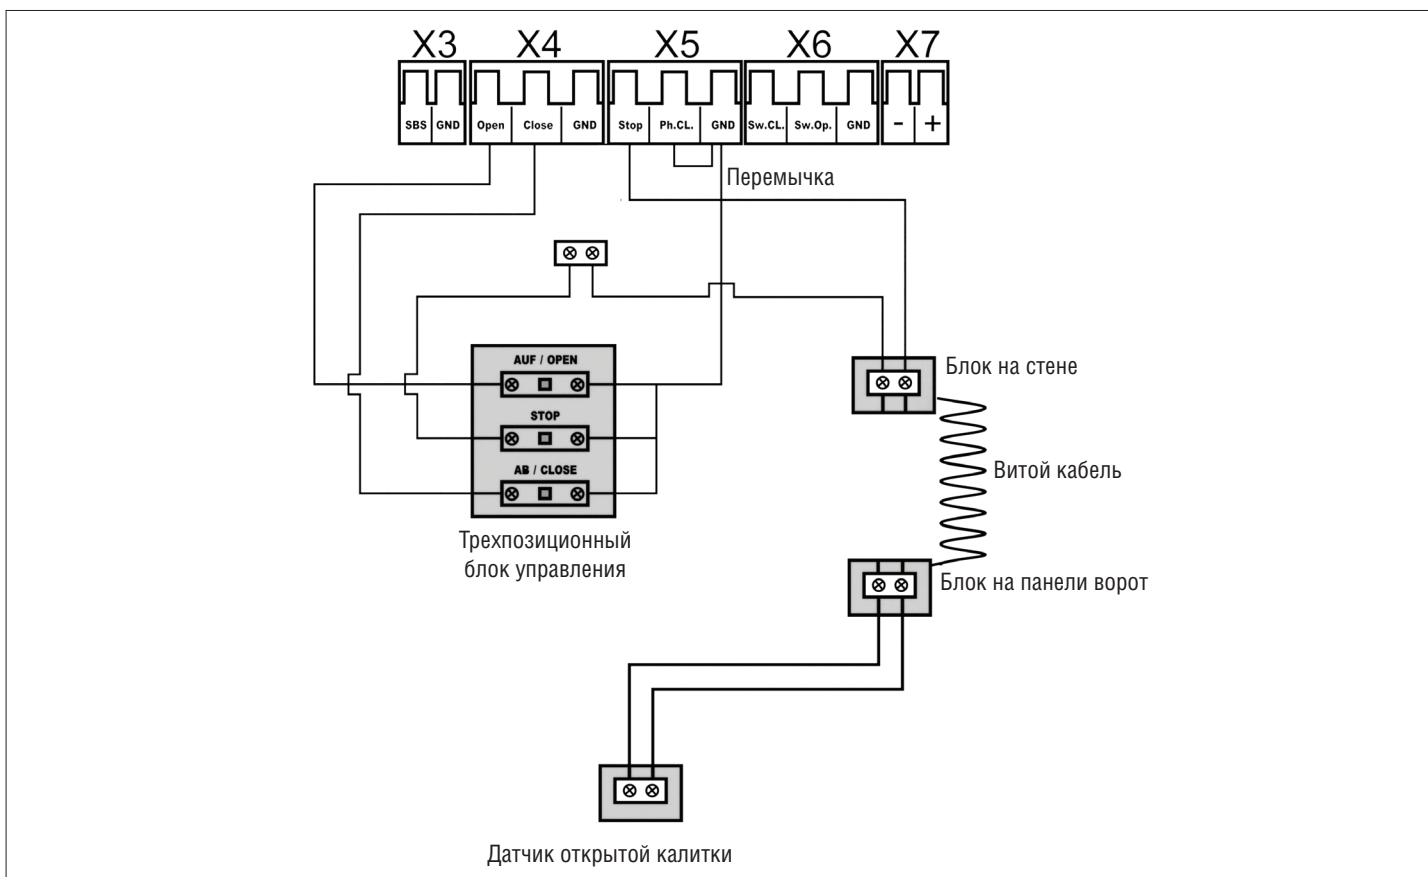 X3 X4 X5 X6 X7
SBS GND Open Close GND Stop Ph.CL. GND Sw.CL. Sw.Op. GND - +
Перемычка
AUF / OPEN
STOP
AB / CLOSE
Трехпозиционный
блок управления
Блок на стене
Витой кабель
Блок на панели ворот
Датчик открытой калитки